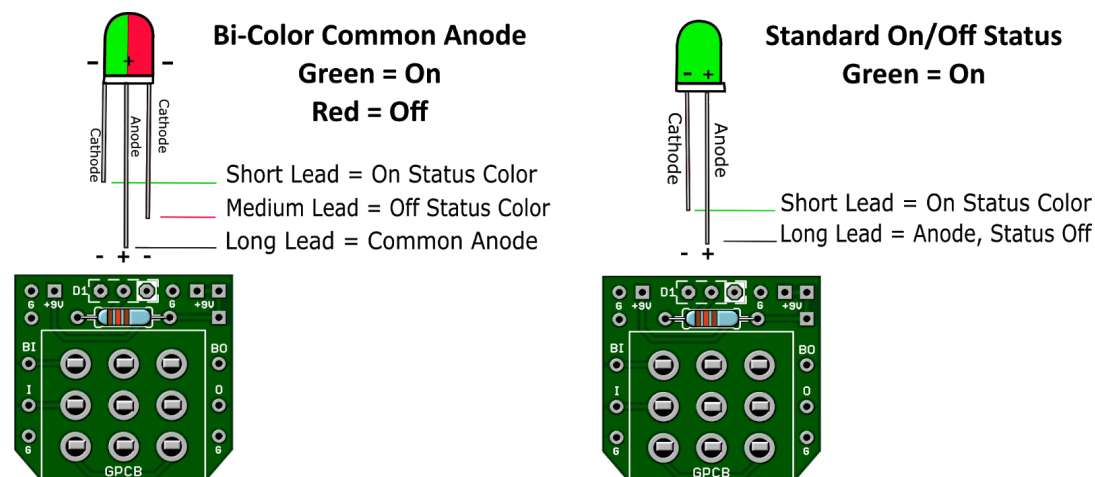 Bi-Color Common Anode
Green = On
Red = Off
- + -
Cathode
Anode
Cathode
Short Lead = On Status Color
Medium Lead = Off Status Color
Long Lead = Common Anode
- + -
G +9V D1 G +9V
BI BO
I O
G G
GPCB
Standard On/Off Status
Green = On
- +
Cathode
Anode
Short Lead = On Status Color
Long Lead = Anode, Status Off
- +
G +9V D1 G +9V
BI BO
I O
G G
GPCB